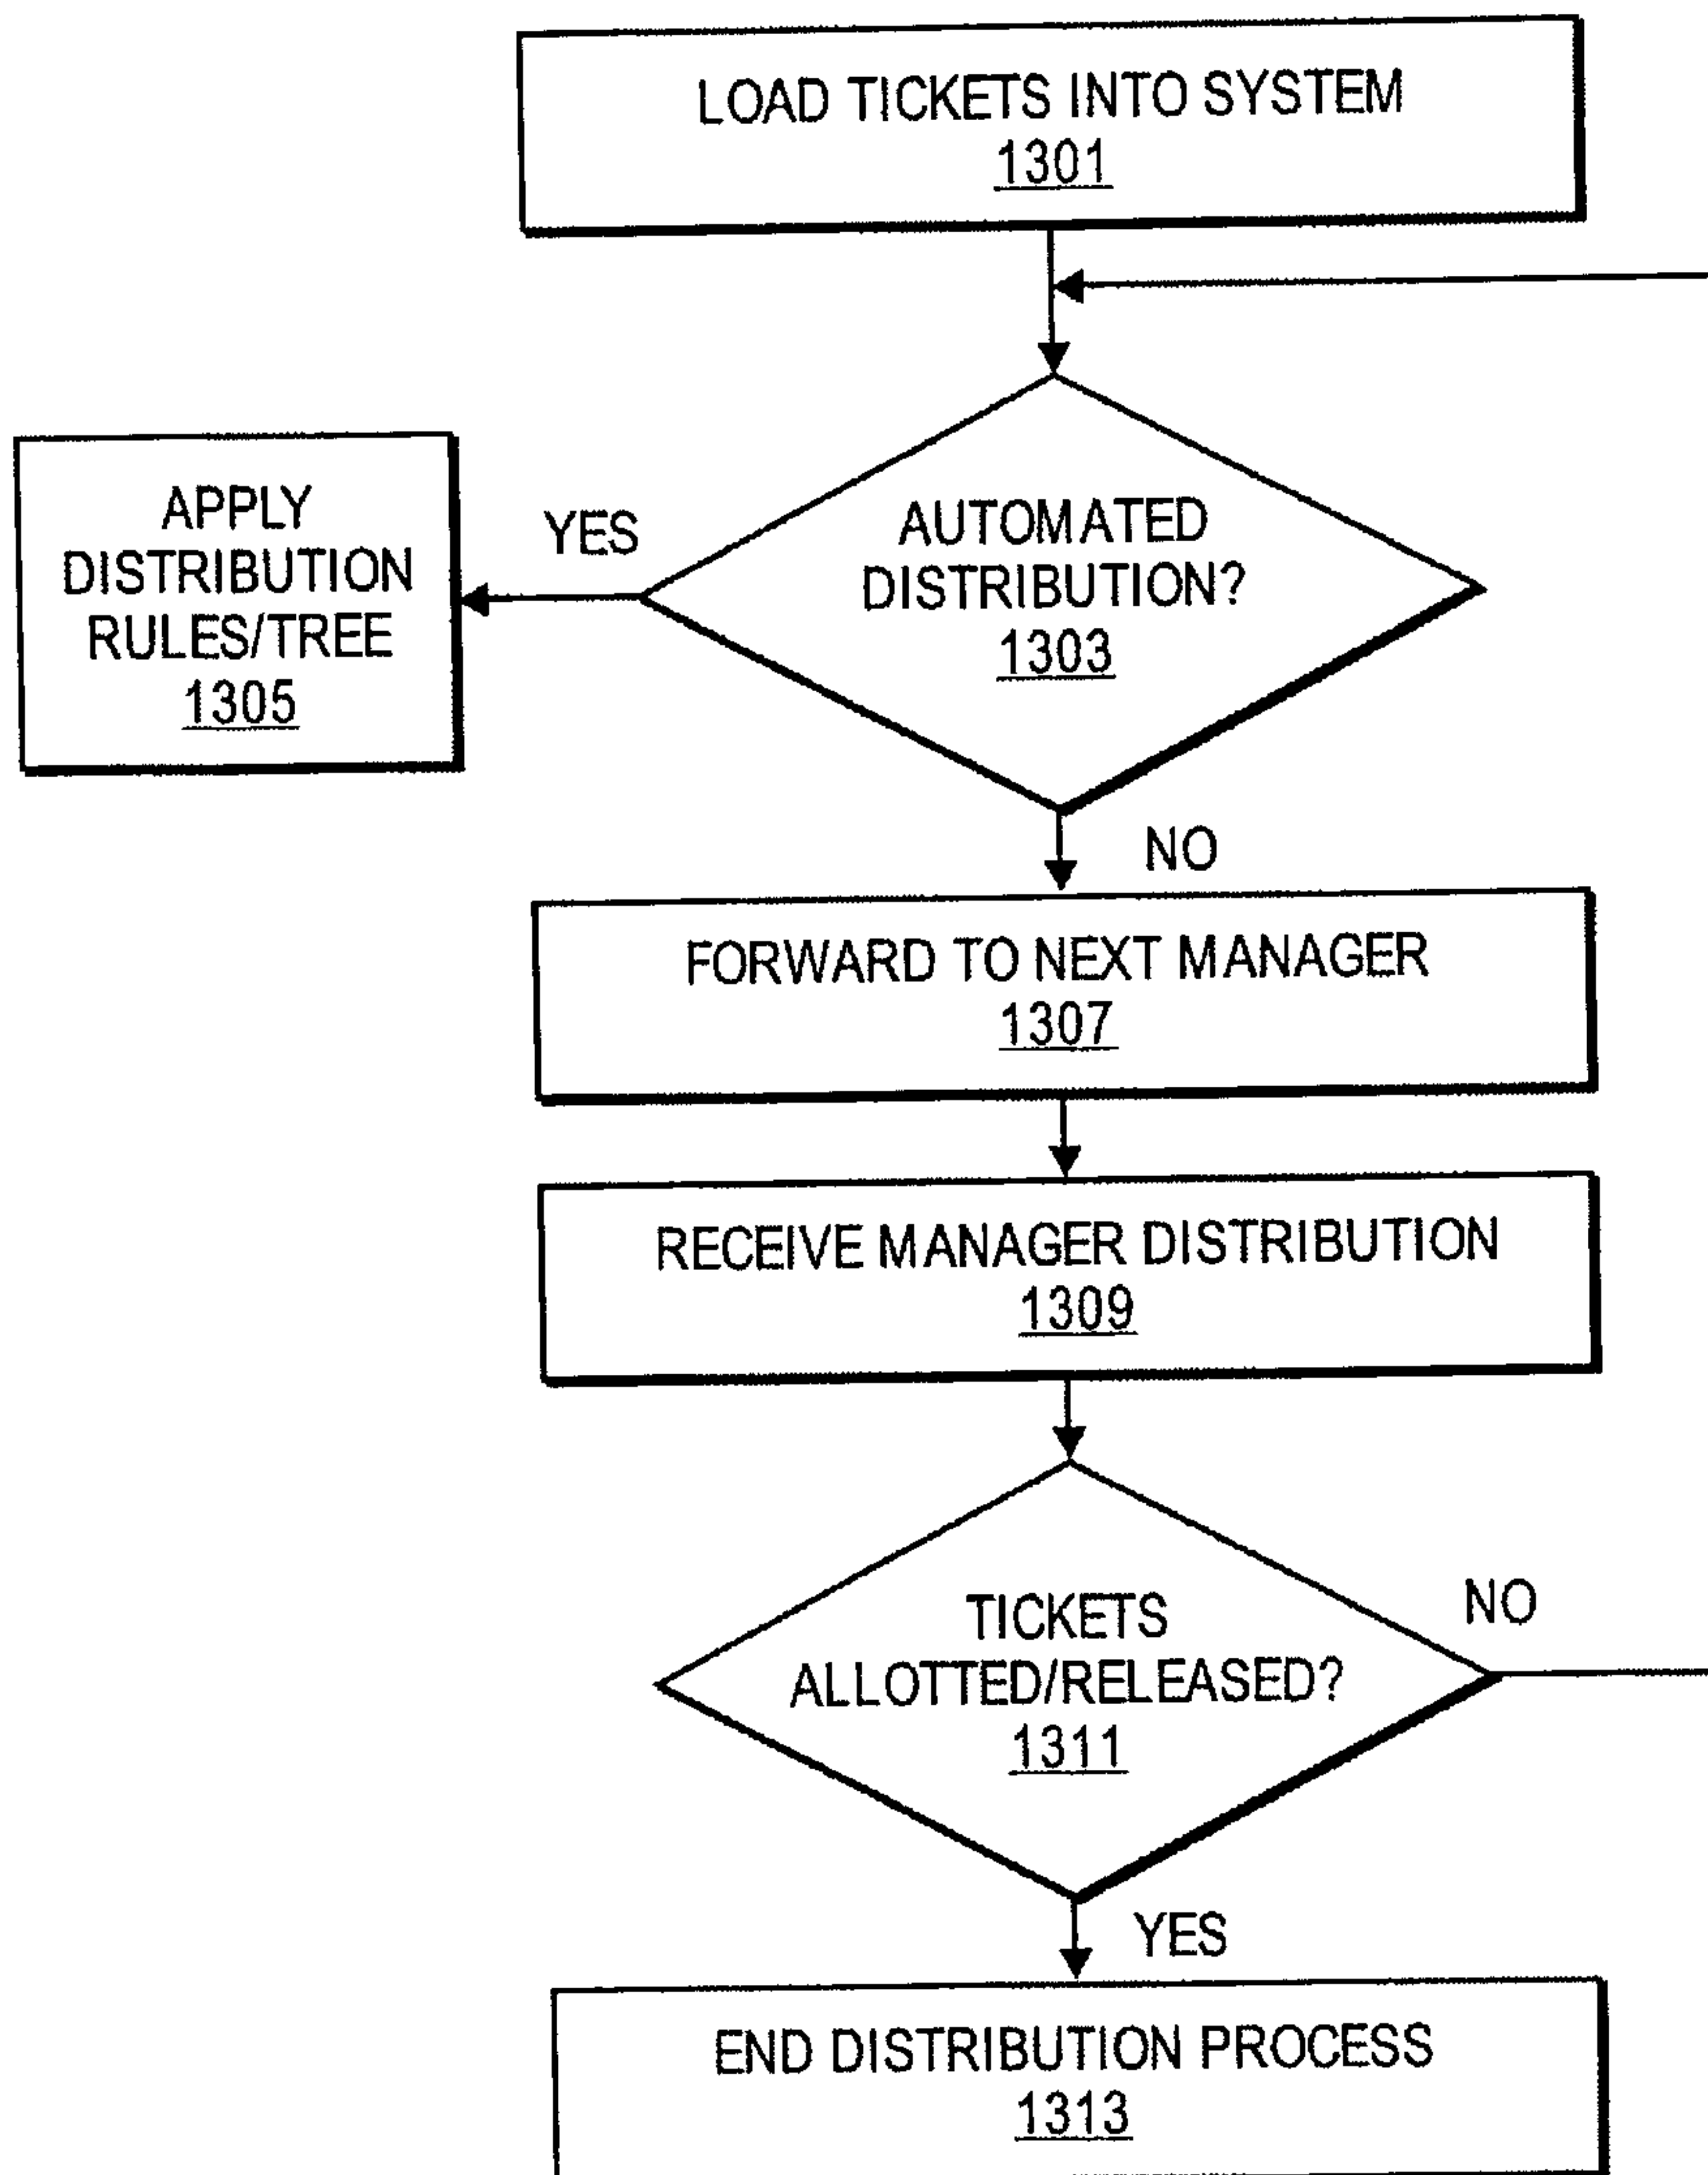 LOAD TICKETS INTO SYSTEM
1301
APPLY
DISTRIBUTION
RULES/TREE
1305
YES
AUTOMATED
DISTRIBUTION?
1303
NO
FORWARD TO NEXT MANAGER
1307
RECEIVE MANAGER DISTRIBUTION
1309
TICKETS
ALLOTTED/RELEASED?
1311
NO
YES
END DISTRIBUTION PROCESS
1313